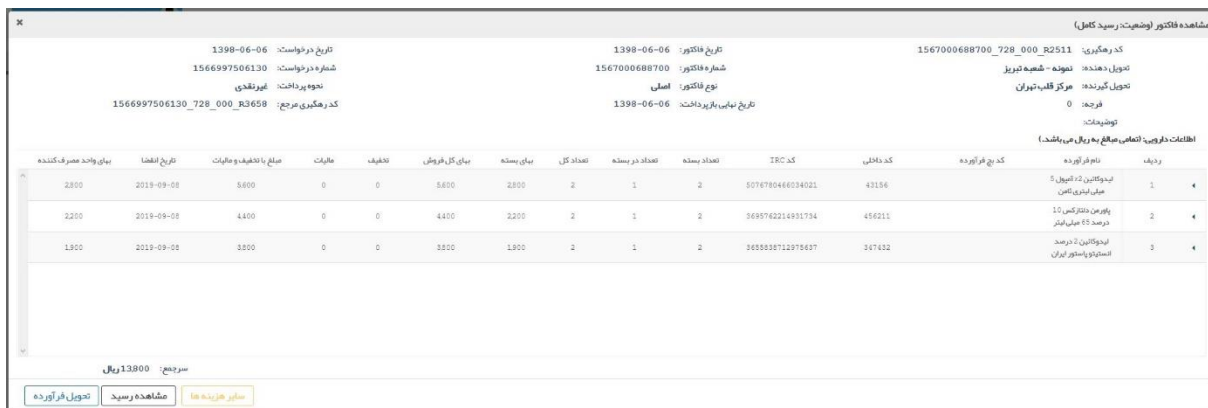 مشاهده فاکتور (وضعیت: رسید کامل)
کد رهگیری: 1567000688700_728_000_R2511
تاریخ فاکتور: 1398-06-06
تاریخ درخواست: 1398-06-06
تحویل دهنده: نمونه - شعبه تبریز
شماره فاکتور: 1567000688700
شماره درخواست: 1566997506130
تحویل گیرنده: مرکز قلب تهران
نوع فاکتور: اصلی
نحوه پرداخت: غیرنقدی
فرجه: 0
تاریخ نهایی بازپرداخت: 1398-06-06
کد رهگیری مرجع: 1566997506130_728_000_R3658
توضیحات:
اطلاعات دارویی: (تمامی مبالغ به ریال می باشد.)
ردیف نام فرآورده کد بچ فرآورده کد داخلی کد IRC تعداد بسته تعداد در بسته تعداد کل بهای بسته بهای کل فروش تخفیف مالیات مبلغ با تخفیف و مالیات تاریخ انقضا بهای واحد مصرف کننده
1 لیدوکائین 2٪ آمپول 5 میلی لیتری ثامن 43156 5076780466034021 2 1 2 2,800 5,600 0 0 5,600 2019-09-08 2,800
2 پاورمن دنتاژکس 10 درصد 65 میلی لیتر 456211 3695762214931734 2 1 2 2,200 4,400 0 0 4,400 2019-09-08 2,200
3 لیدوکائین 2 درصد انستیتو پاستور ایران 347432 3655838712975637 2 1 2 1,900 3,800 0 0 3,800 2019-09-08 1,900
سرجمع: 13,800 ریال
سایر هزینه ها
مشاهده رسید
تحویل فرآورده